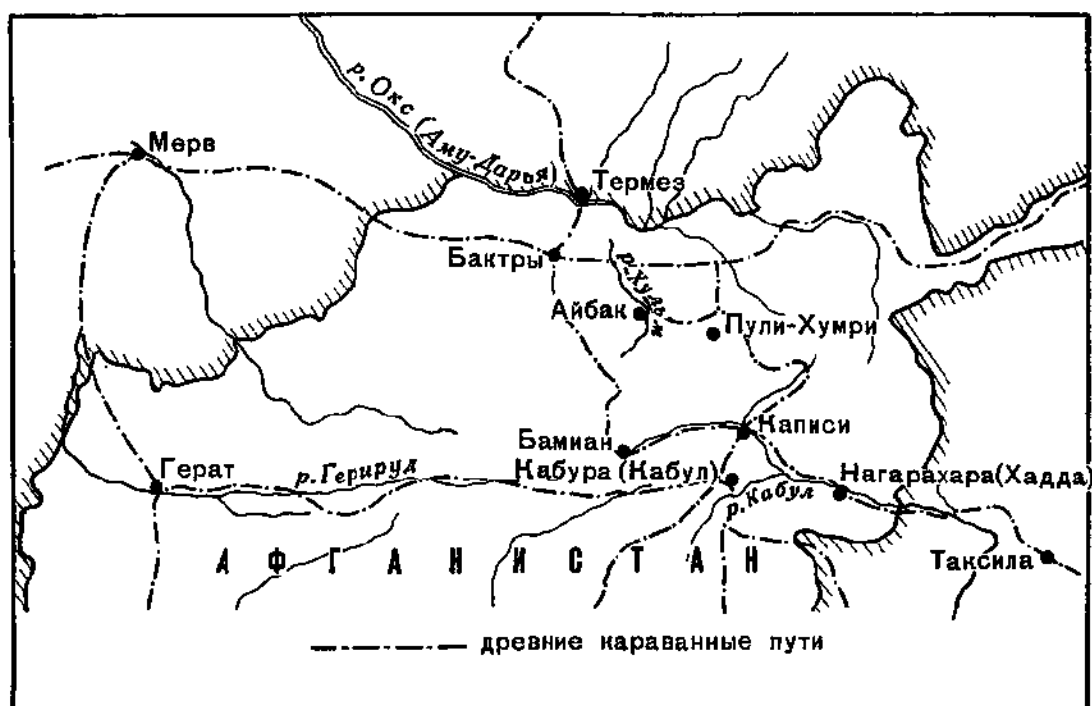 р. Окс (Аму-Дарья)
Мерв
Термез
Бактры
Айбак
Пули-Хумри
Бамиан
Каписи
Кабура (Кабул)
Герат
р. Герируд
р. Кабул
Нагарахара (Хадда)
Таксила
АФГАНИСТАН
древние караванные пути